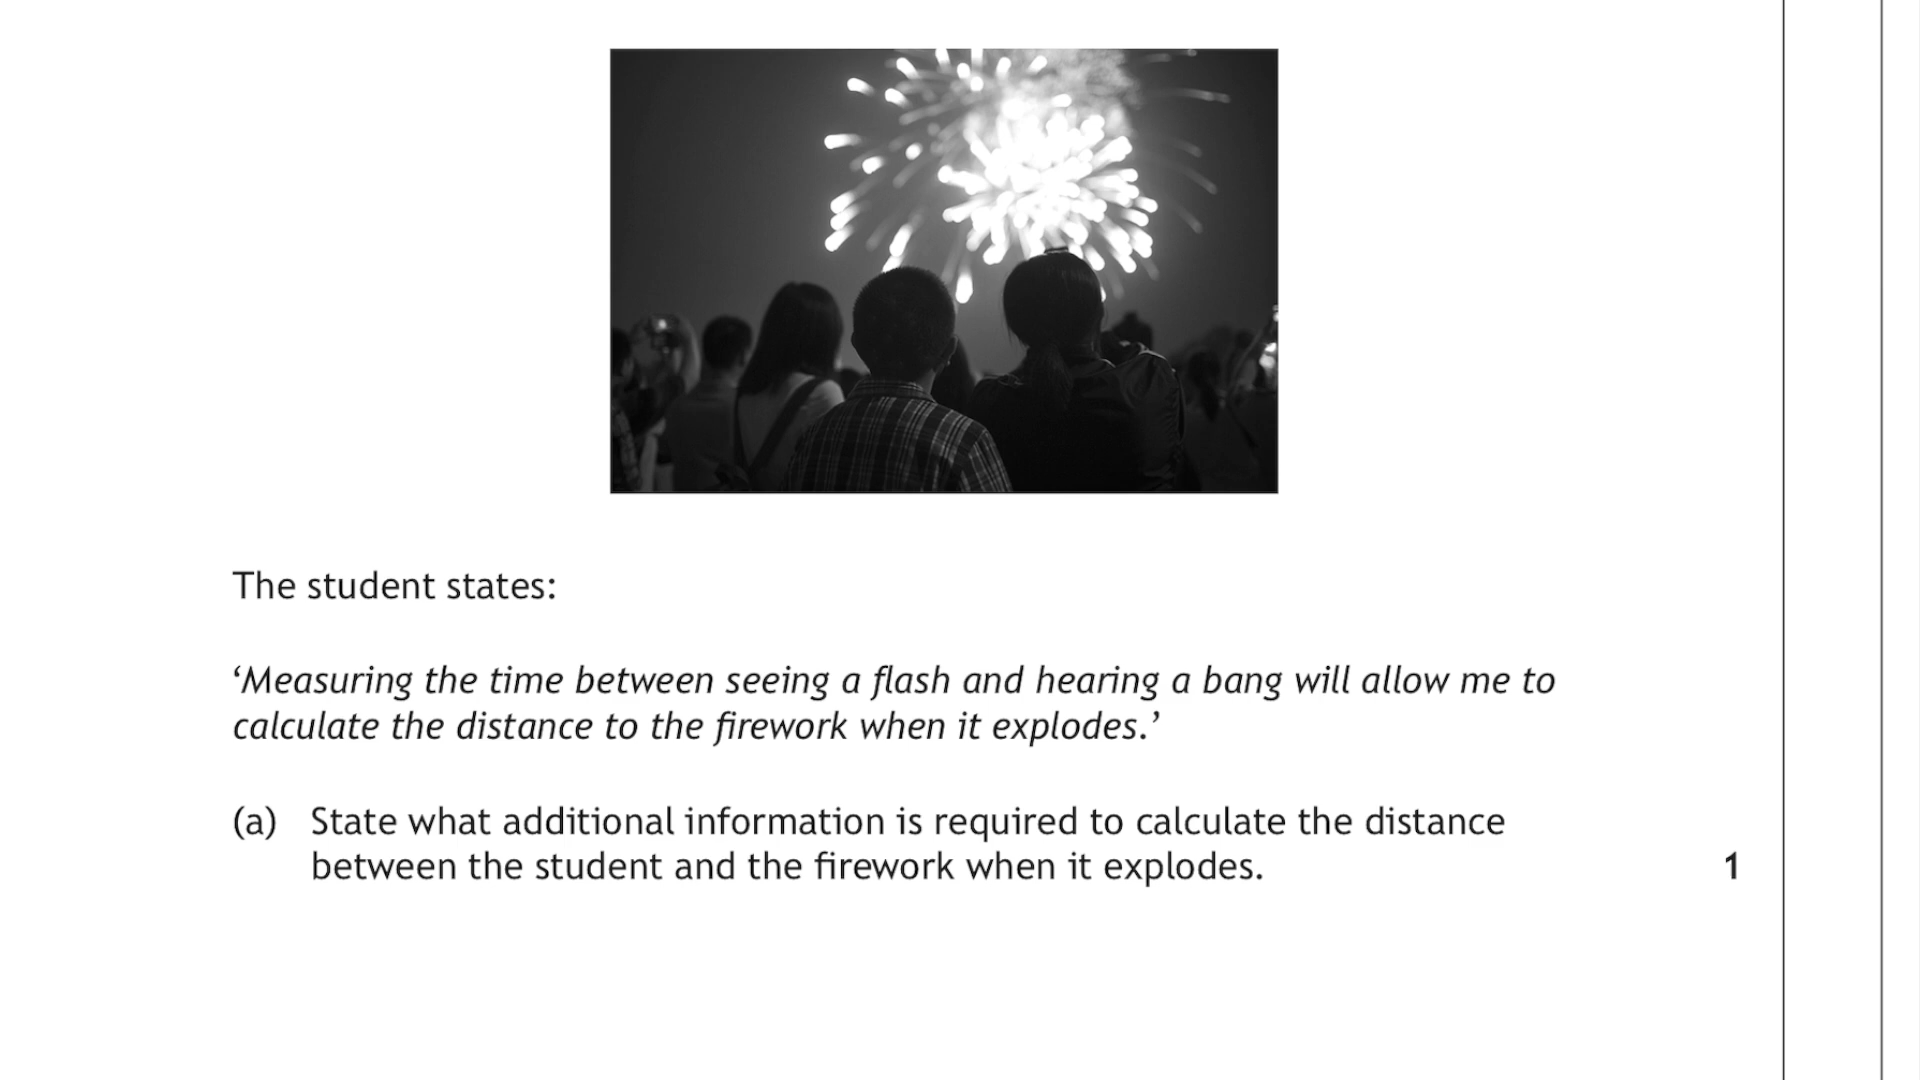 The student states:
‘Measuring the time between seeing a flash and hearing a bang will allow me to
calculate the distance to the firework when it explodes.’
(a) State what additional information is required to calculate the distance
between the student and the firework when it explodes. 1